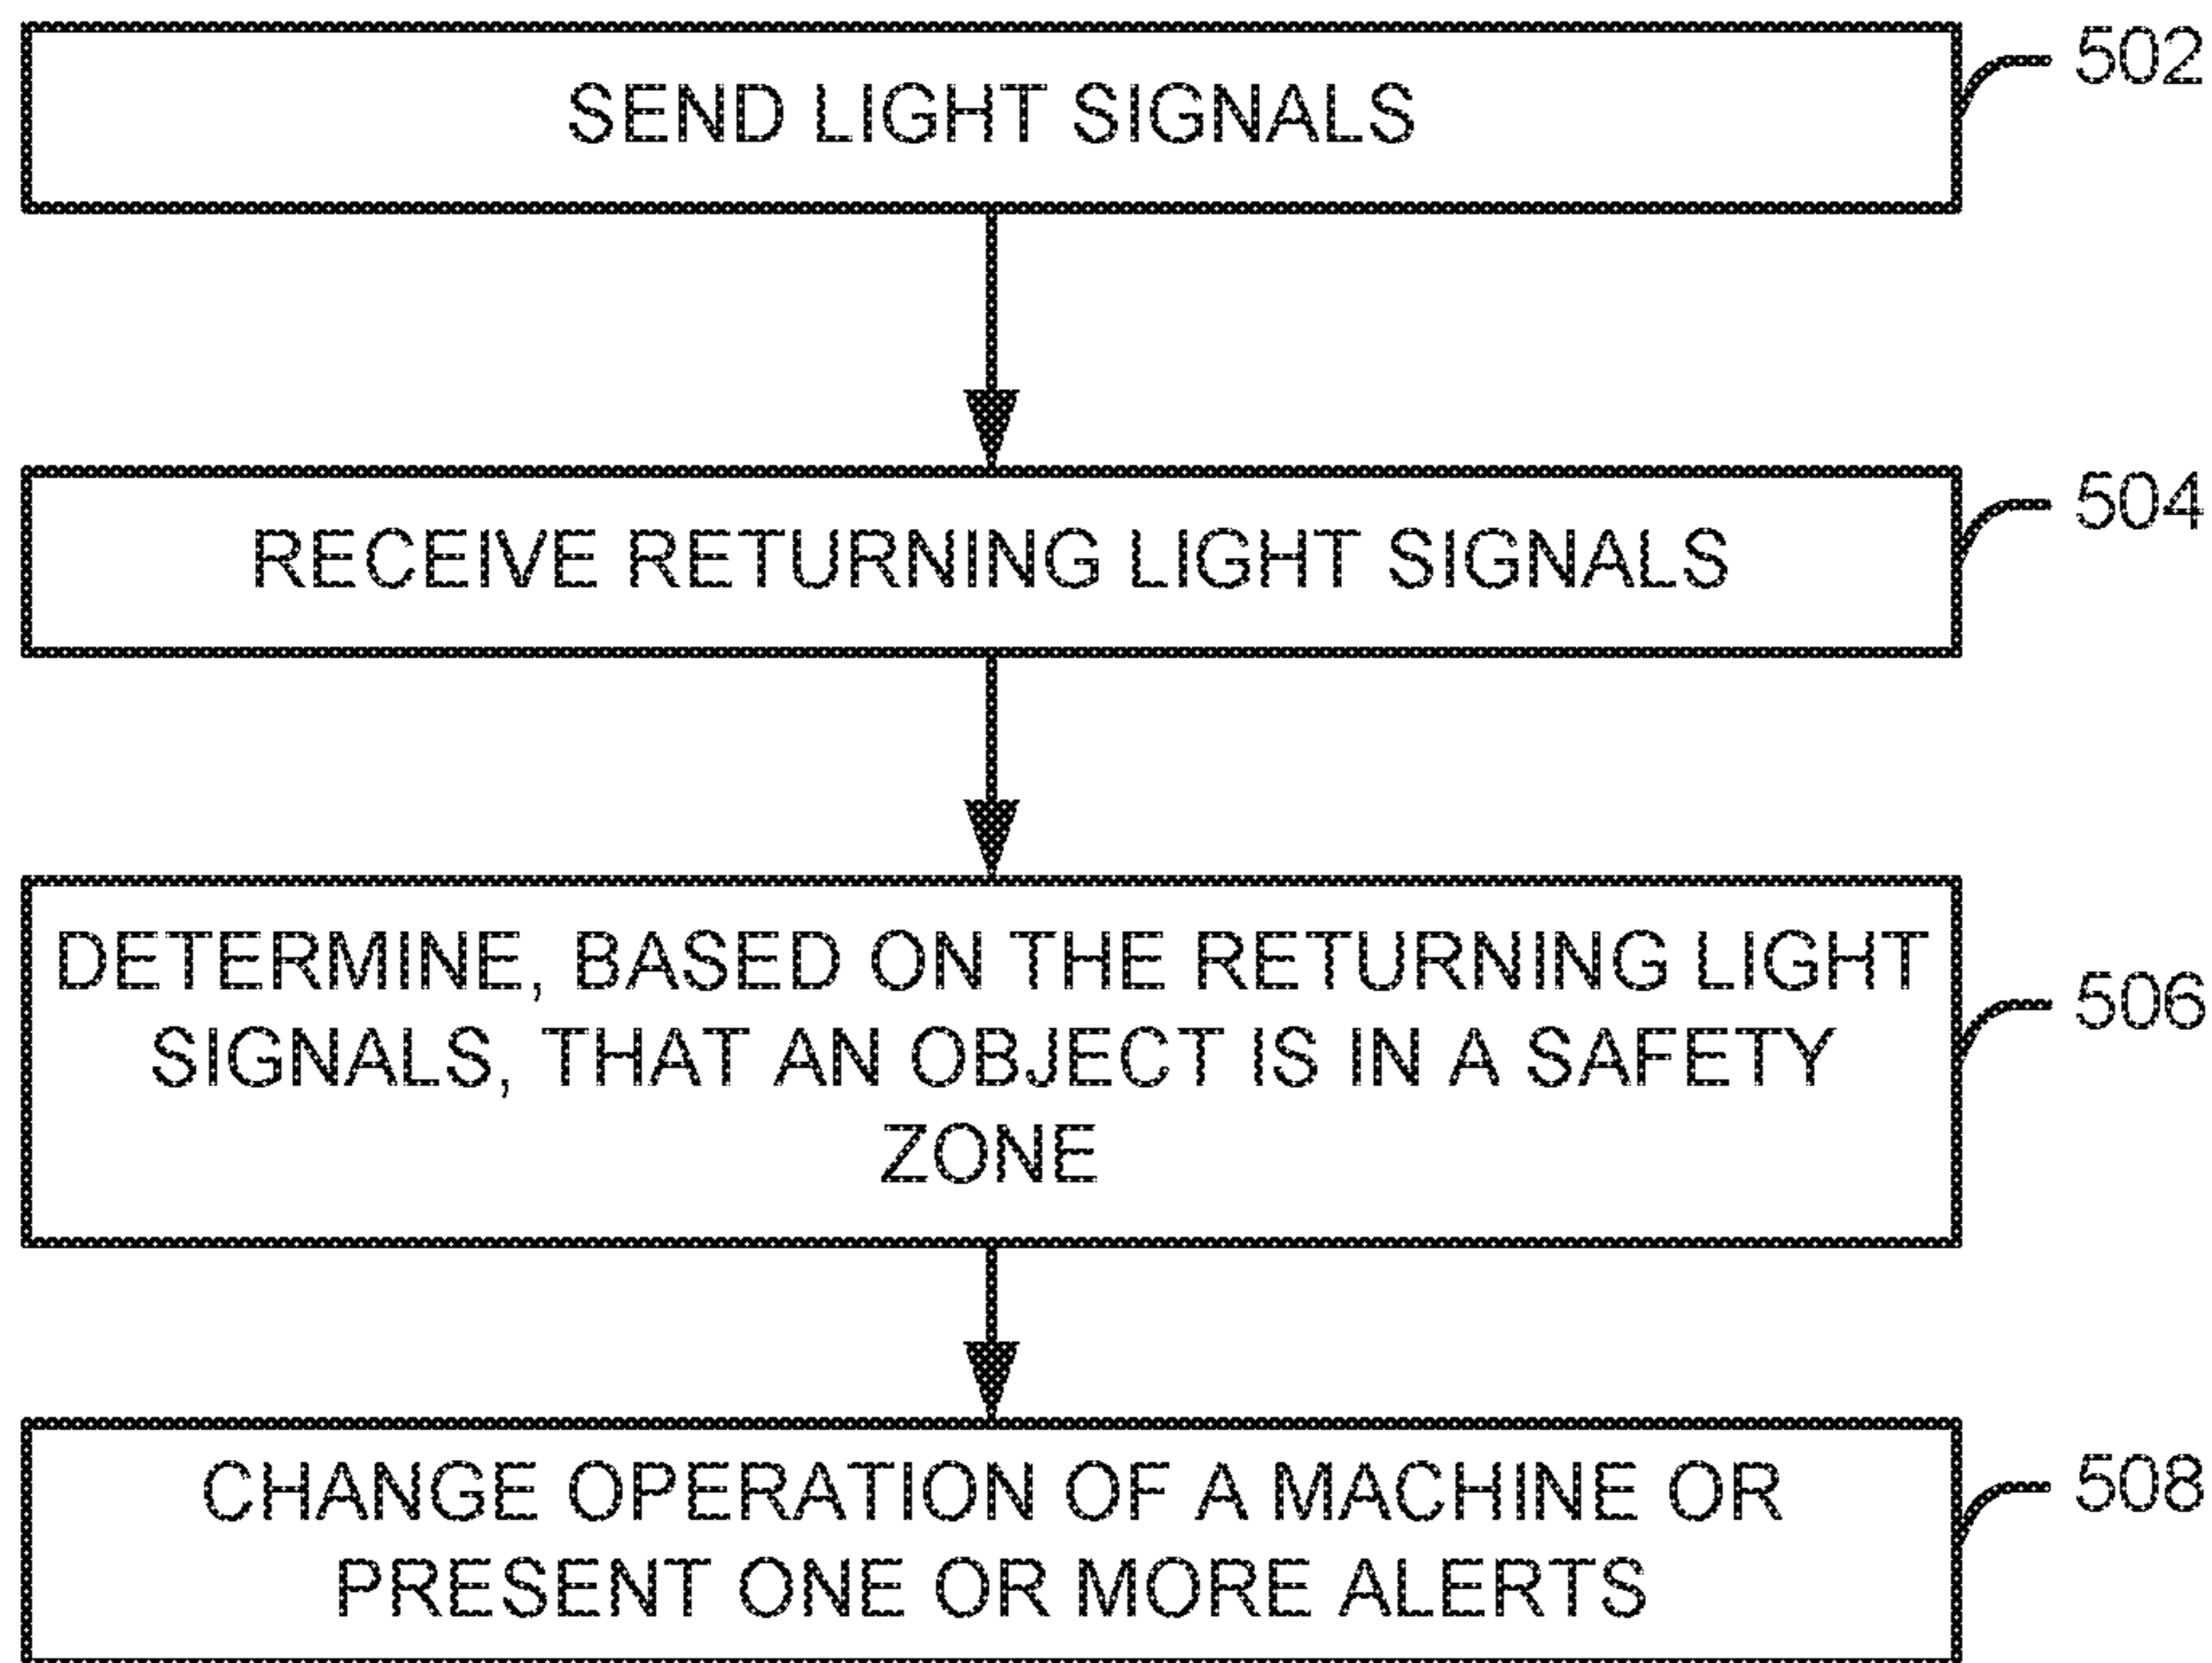 SEND LIGHT SIGNALS
502
RECEIVE RETURNING LIGHT SIGNALS
504
DETERMINE, BASED ON THE RETURNING LIGHT
SIGNALS, THAT AN OBJECT IS IN A SAFETY
ZONE
506
CHANGE OPERATION OF A MACHINE OR
PRESENT ONE OR MORE ALERTS
508